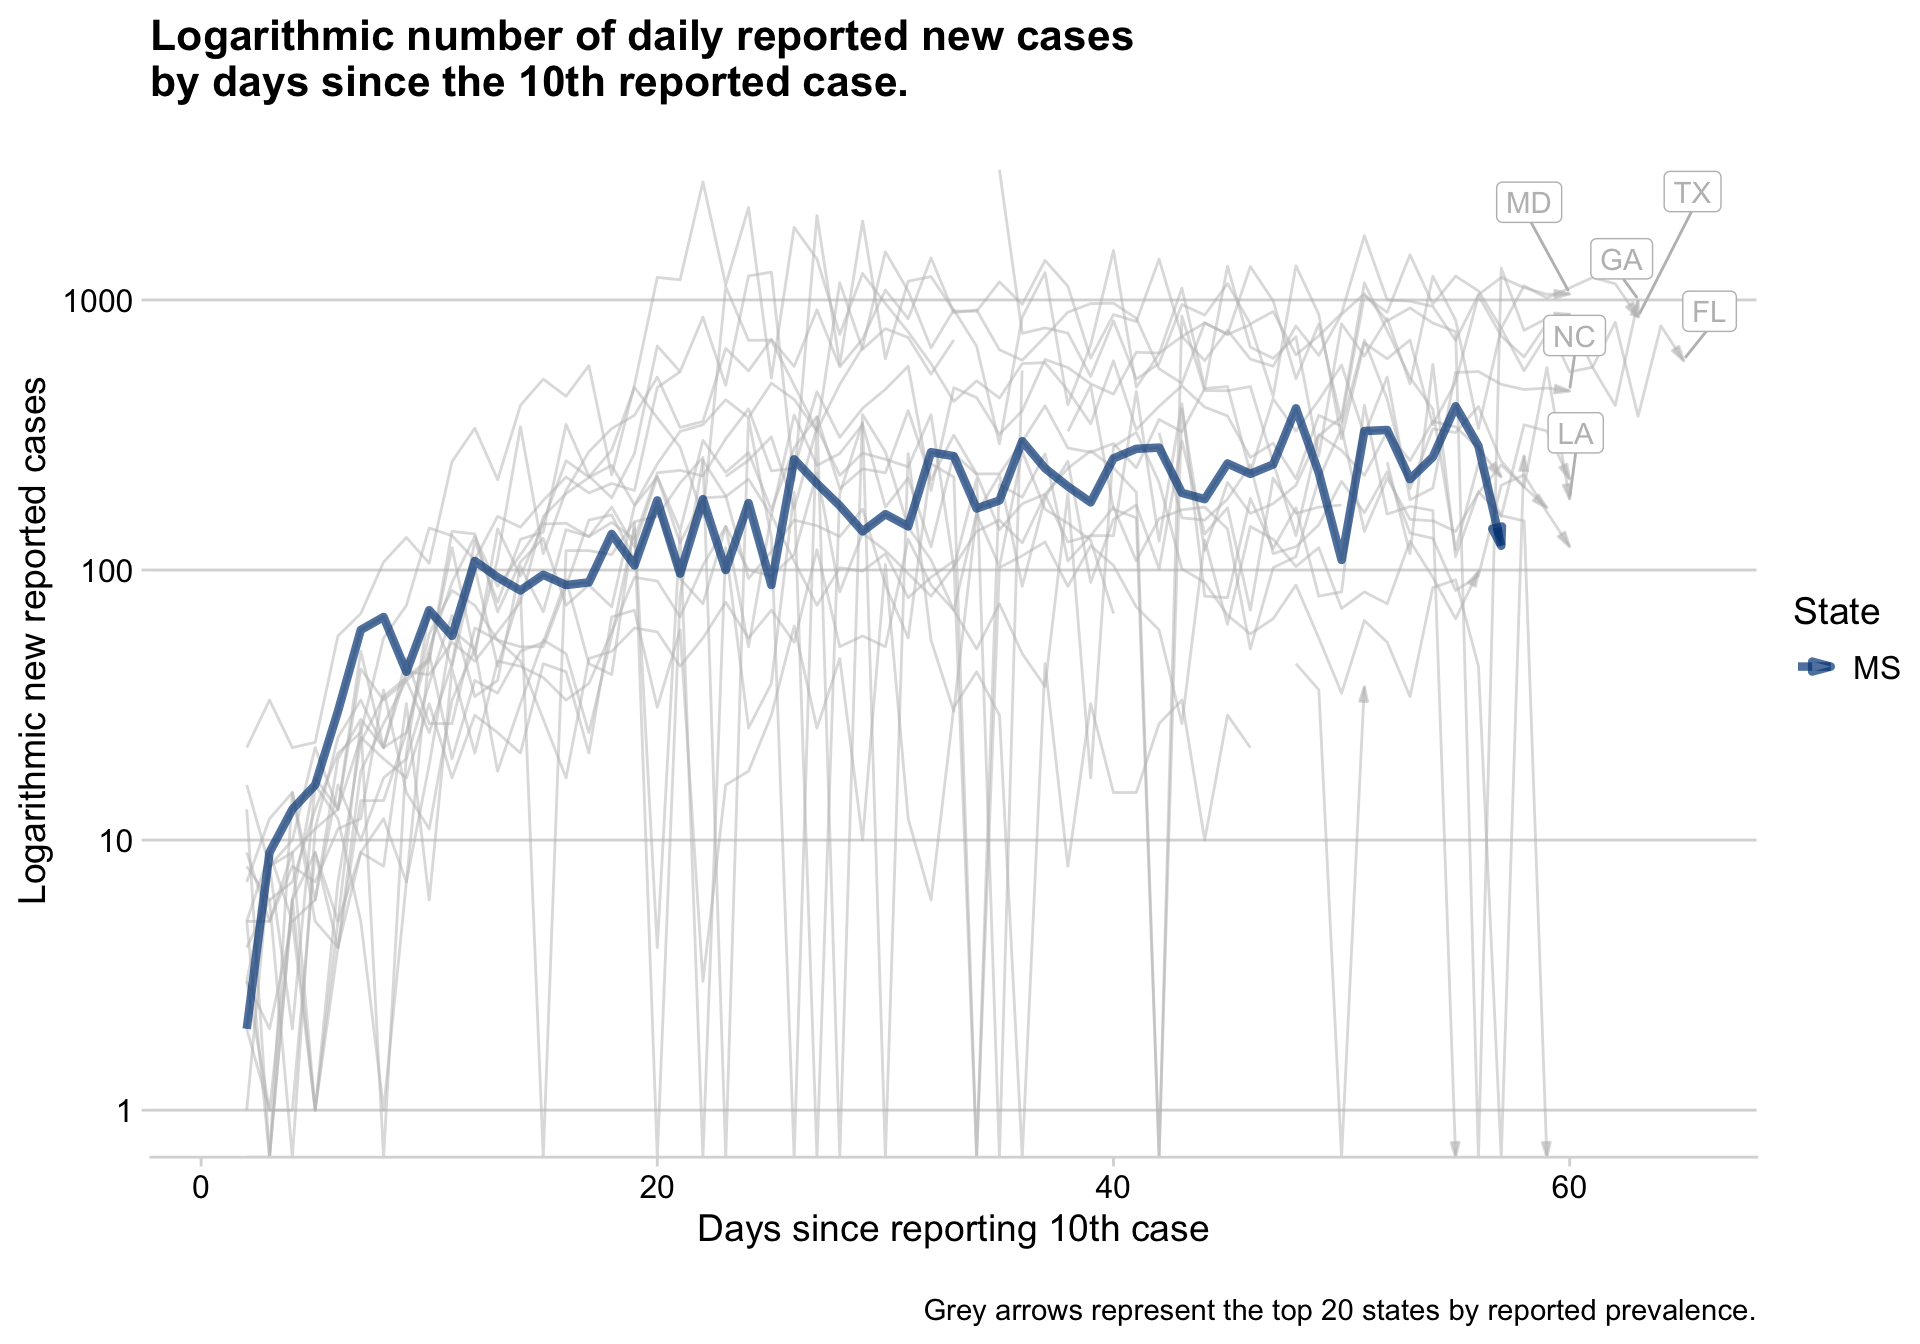 Logarithmic number of daily reported new cases
by days since the 10th reported case.
Logarithmic new reported cases
1000
100
10
1
MD
TX
GA
FL
NC
LA
State
MS
0
20
40
60
Days since reporting 10th case
Grey arrows represent the top 20 states by reported prevalence.